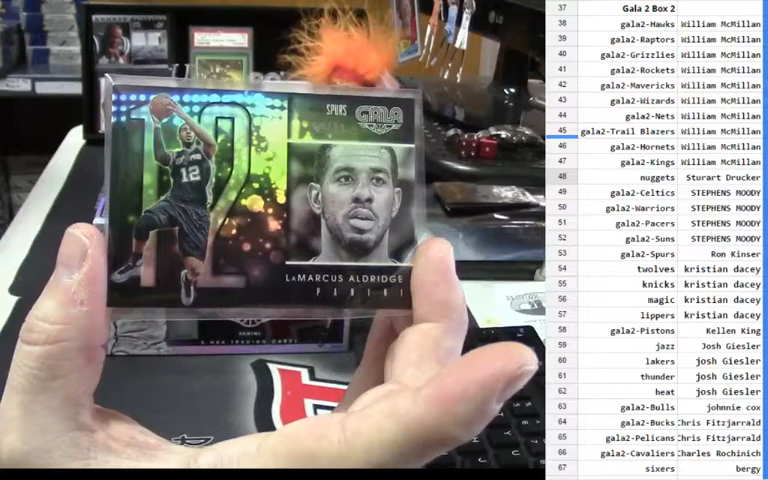 SPURS
GALA
12
12
LAMARCUS ALDRIDGE
PANINI
PANINI
NBA TRADING CARDS
LG
37 Gala 2 Box 2
38 gala2-Hawks William McMillan
39 gala2-Raptors William McMillan
40 gala2-Grizzlies William McMillan
41 gala2-Rockets William McMillan
42 gala2-Mavericks William McMillan
43 gala2-Wizards William McMillan
44 gala2-Nets William McMillan
45 gala2-Trail Blazers William McMillan
46 gala2-Hornets William McMillan
47 gala2-Kings William McMillan
48 nuggets Sturart Drucker
49 gala2-Celtics STEPHENS MOODY
50 gala2-Warriors STEPHENS MOODY
51 gala2-Pacers STEPHENS MOODY
52 gala2-Suns STEPHENS MOODY
53 gala2-Spurs Ron Kinser
54 twolves kristian dacey
55 knicks kristian dacey
56 magic kristian dacey
57 lippers kristian dacey
58 gala2-Pistons Kellen King
59 jazz Josh Giesler
60 lakers josh Giesler
61 thunder josh Giesler
62 heat josh Giesler
63 gala2-Bulls johnnie cox
64 gala2-Bucks Chris Fitzjarrald
65 gala2-Pelicans Chris Fitzjarrald
66 gala2-Cavaliers Charles Rochinich
67 sixers bergy